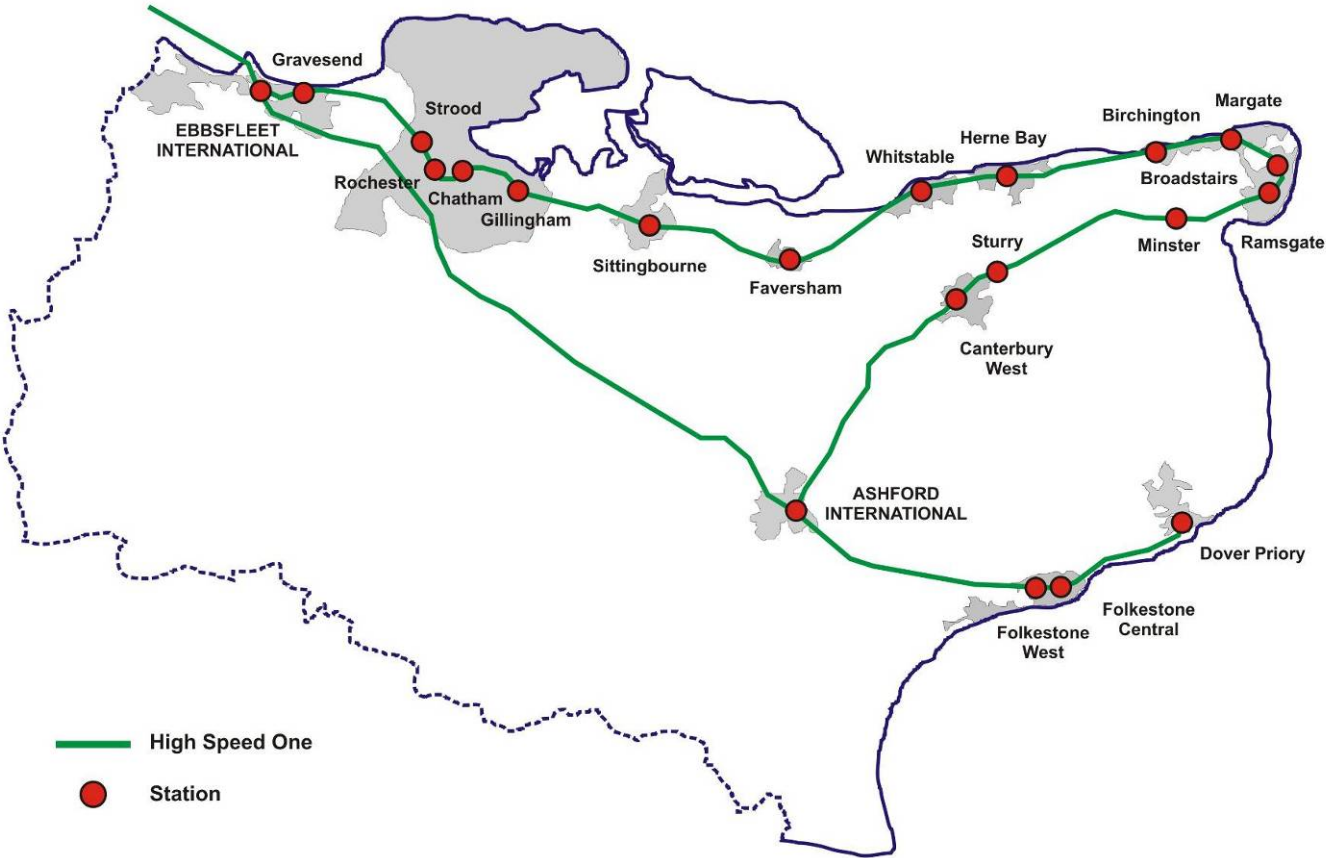 Gravesend
Strood
EBBSFLEET
INTERNATIONAL
Rochester
Chatham
Gillingham
Sittingbourne
Faversham
Whitstable
Herne Bay
Birchington
Margate
Broadstairs
Ramsgate
Minster
Sturry
Canterbury
West
ASHFORD
INTERNATIONAL
Dover Priory
Folkestone
Central
Folkestone
West
High Speed One
Station